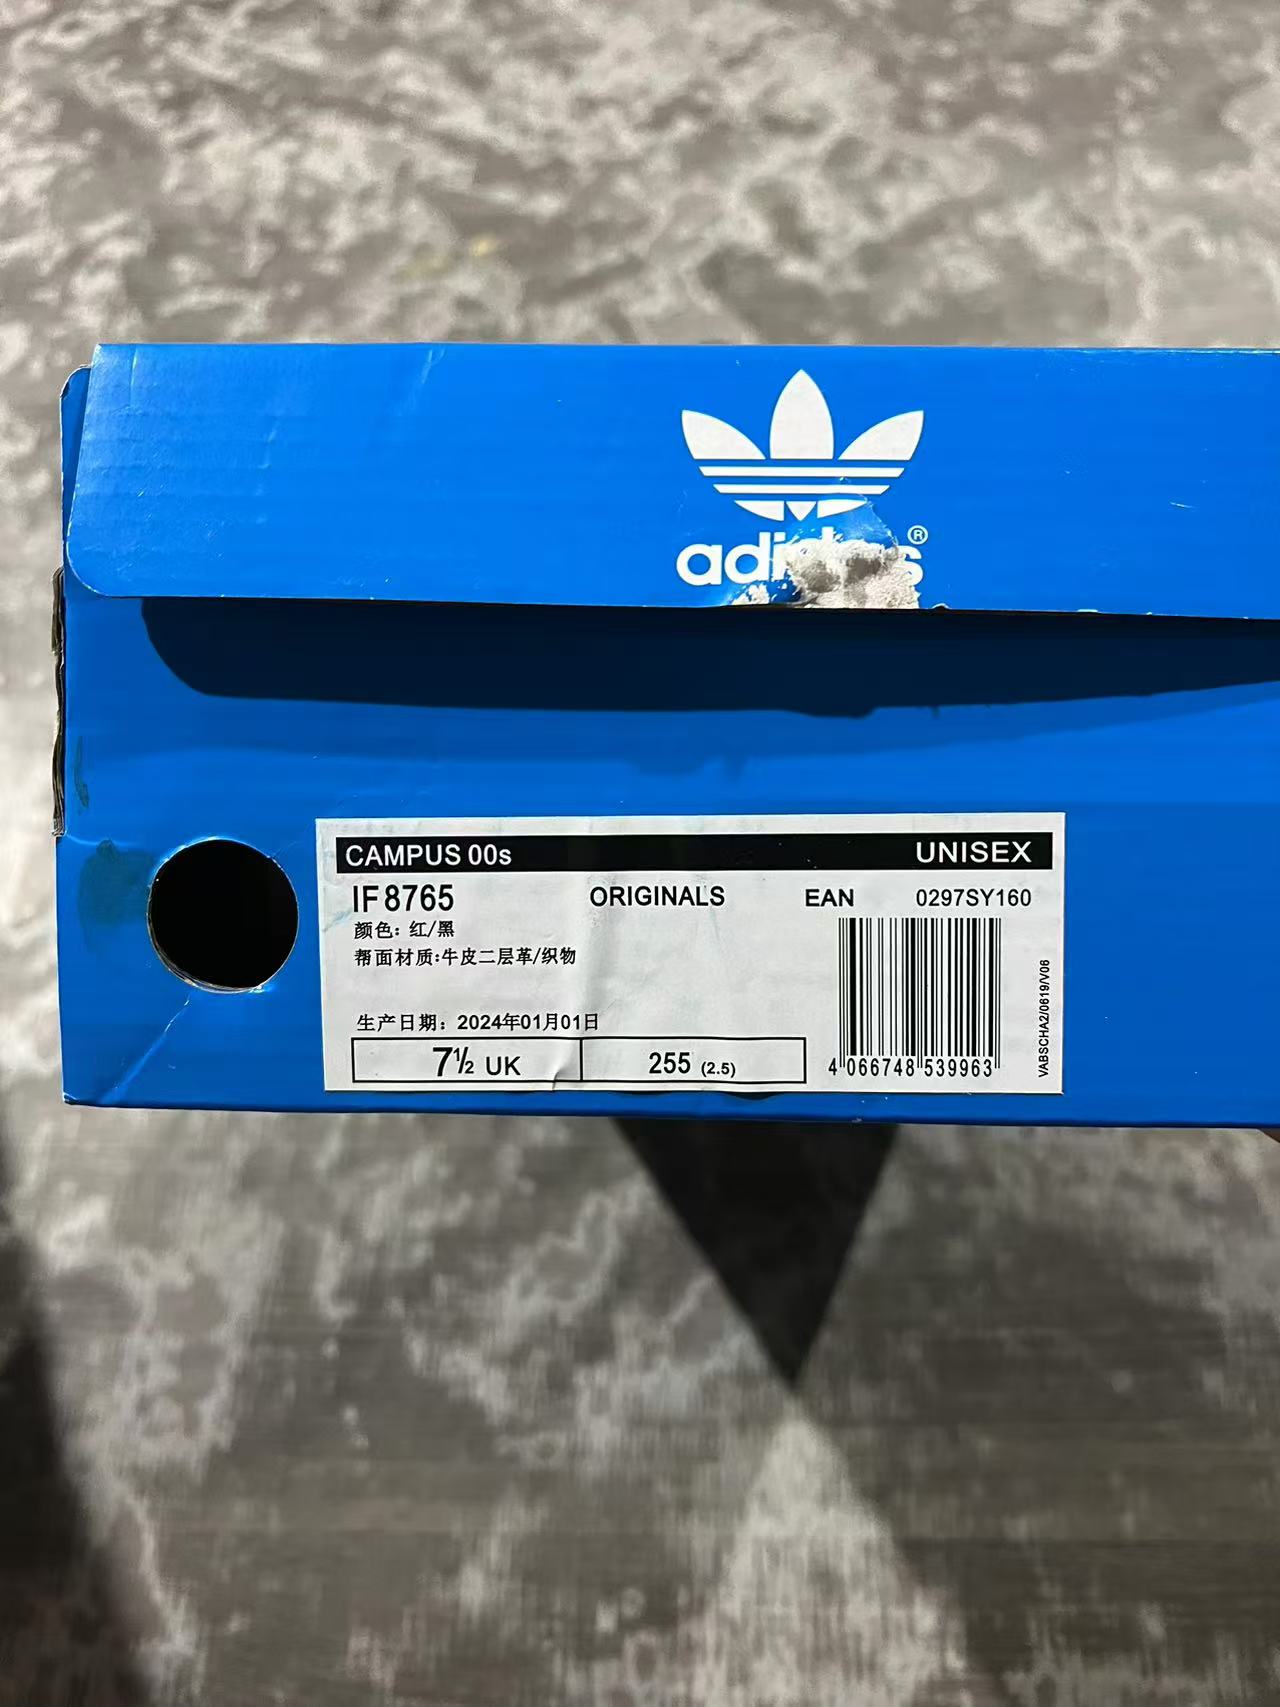 adidas®
CAMPUS 00s UNISEX
IF8765 ORIGINALS EAN 0297SY160
颜色: 红/黑
帮面材质:牛皮二层革/织物
生产日期: 2024年01月01日
7½ UK 255 (2.5)
4 066748 539963
VABSCHA2/0619/V06